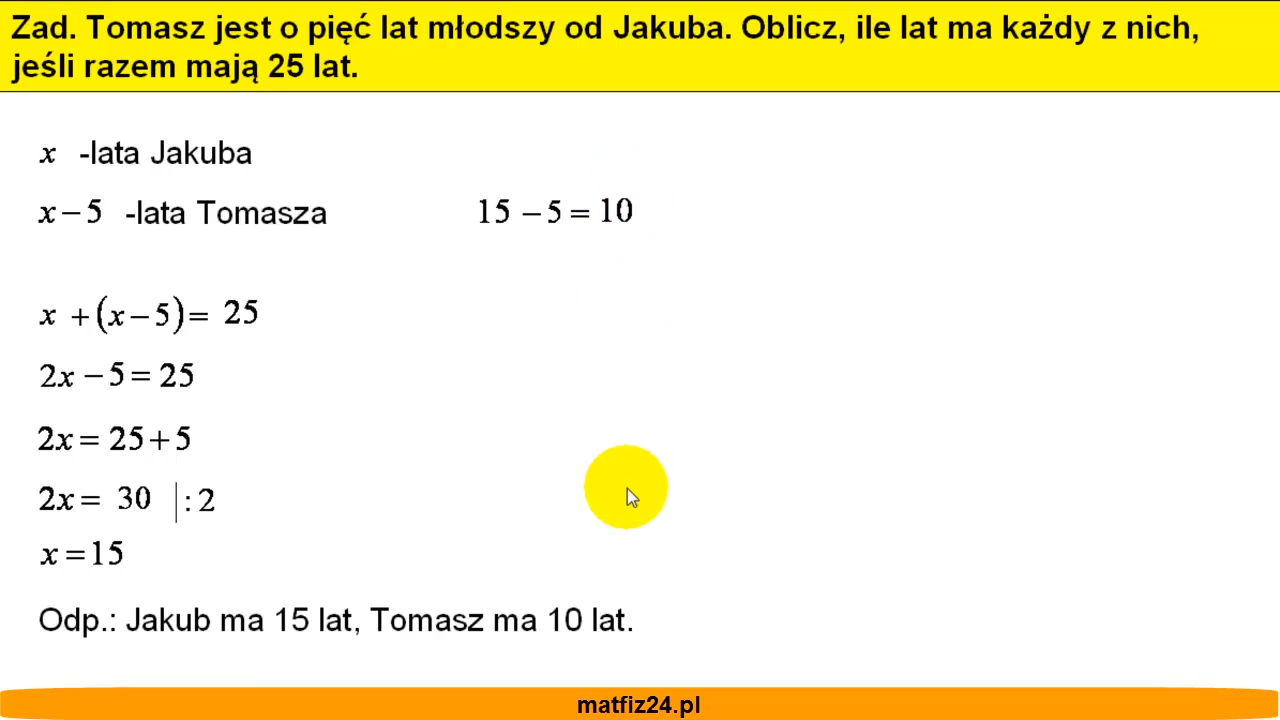 Zad. Tomasz jest o pięć lat młodszy od Jakuba. Oblicz, ile lat ma każdy z nich,
jeśli razem mają 25 lat.
x -lata Jakuba
x − 5 -lata Tomasza 15 − 5 = 10
x + (x − 5) = 25
2x − 5 = 25
2x = 25 + 5
2x = 30 | : 2
x = 15
Odp.: Jakub ma 15 lat, Tomasz ma 10 lat.
matfiz24.pl